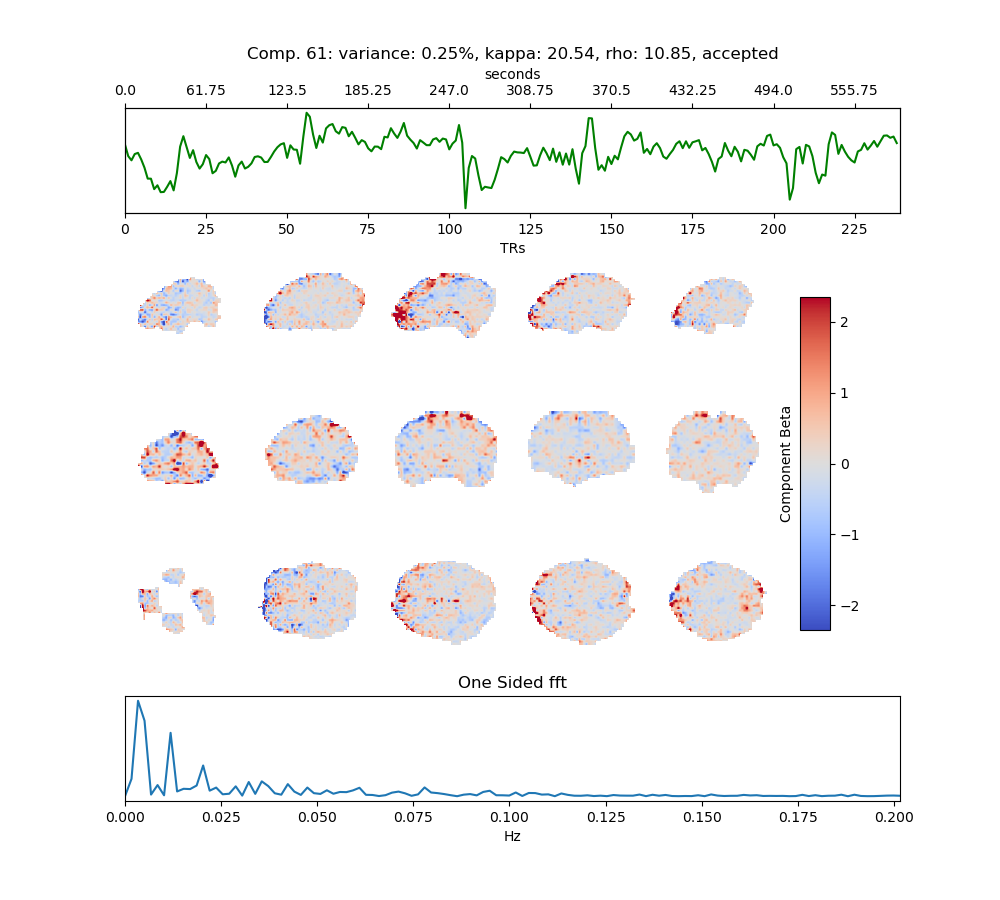 Comp. 61: variance: 0.25%, kappa: 20.54, rho: 10.85, accepted
seconds
0.0 61.75 123.5 185.25 247.0 308.75 370.5 432.25 494.0 555.75
0 25 50 75 100 125 150 175 200 225
TRs
2
1
0
−1
−2
Component Beta
One Sided fft
0.000 0.025 0.050 0.075 0.100 0.125 0.150 0.175 0.200
Hz